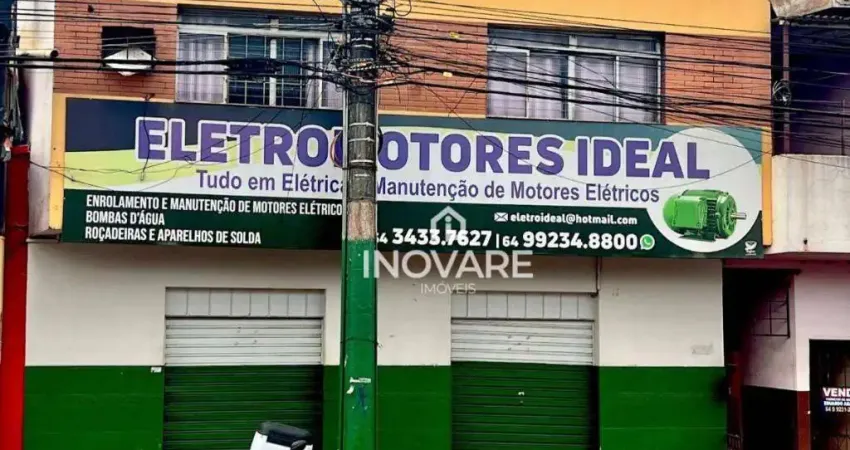 ELETROMOTORES IDEAL
Tudo em Elétrica Manutenção de Motores Elétricos
ENROLAMENTO E MANUTENÇÃO DE MOTORES ELÉTRICO
BOMBAS D'ÁGUA
ROÇADEIRAS E APARELHOS DE SOLDA
eletroideal@hotmail.com
64 3433.7627 | 64 99234.8800
INNOVARE
IMÓVEIS
VEND